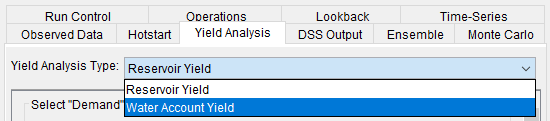 Run Control Operations Lookback Time-Series
Observed Data Hotstart Yield Analysis DSS Output Ensemble Monte Carlo
Yield Analysis Type: Reservoir Yield
Reservoir Yield
Select "Demand"
Water Account Yield